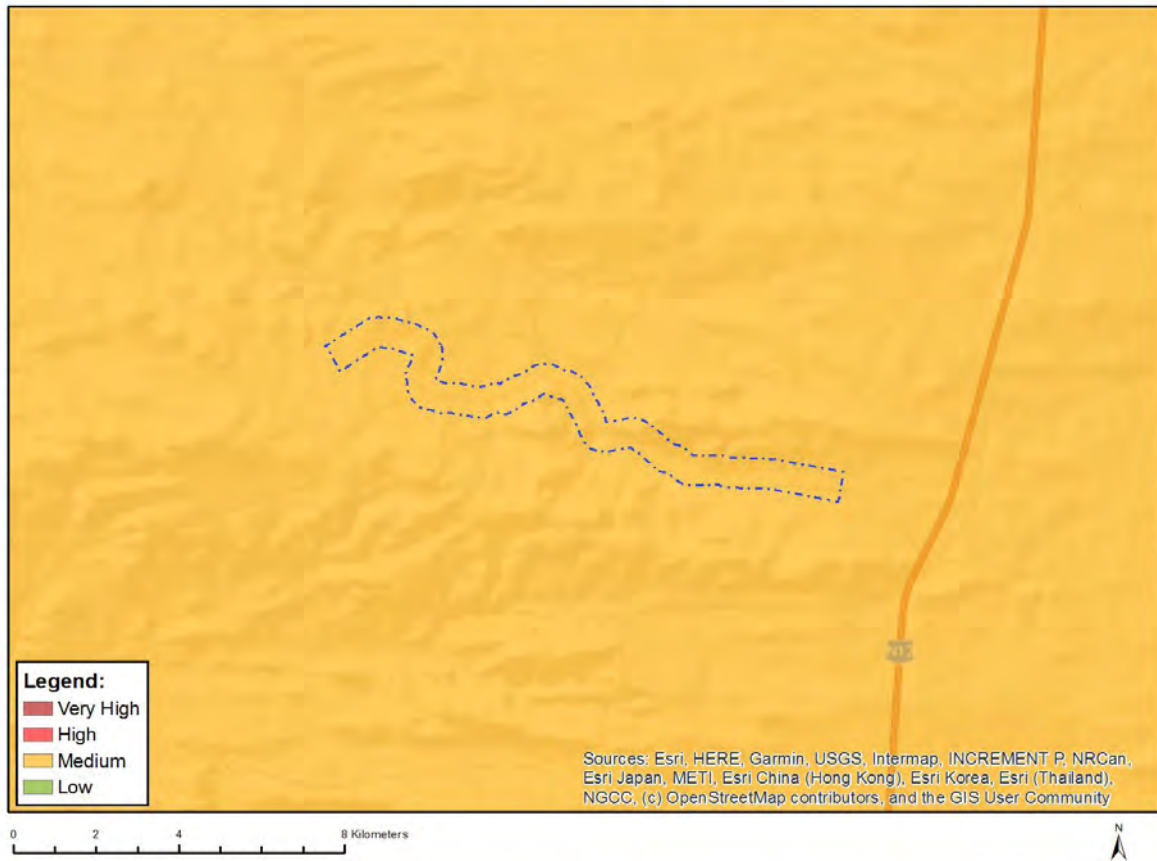 Legend:
Very High
High
Medium
Low
Sources: Esri, HERE, Garmin, USGS, Intermap, INCREMENT P, NRCan,
Esri Japan, METI, Esri China (Hong Kong), Esri Korea, Esri (Thailand),
NGCC, (c) OpenStreetMap contributors, and the GIS User Community
0 2 4 8 Kilometers
N